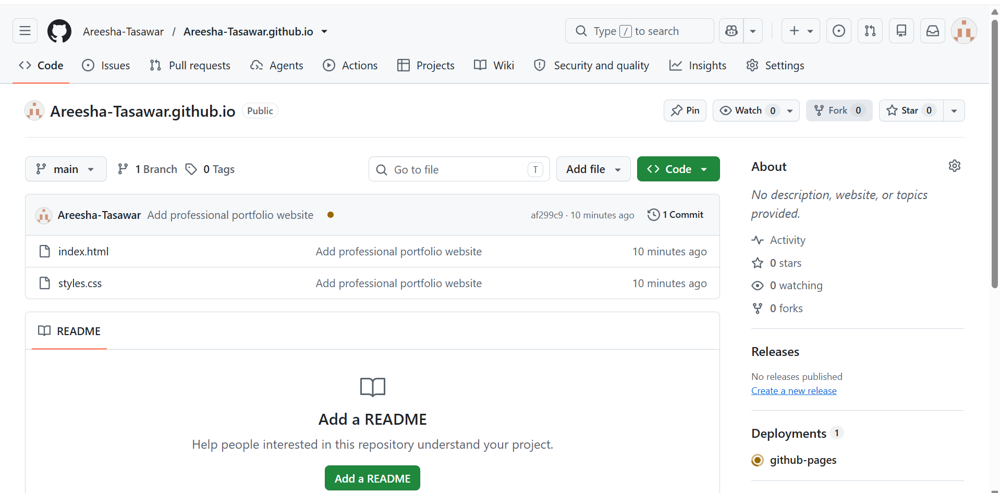 Areesha-Tasawar / Areesha-Tasawar.github.io
Type / to search
Code Issues Pull requests Agents Actions Projects Wiki Security and quality Insights Settings
Areesha-Tasawar.github.io Public
Pin Watch 0 Fork 0 Star 0
main 1 Branch 0 Tags Go to file T Add file Code
Areesha-Tasawar Add professional portfolio website af299c9 · 10 minutes ago 1 Commit
index.html Add professional portfolio website 10 minutes ago
styles.css Add professional portfolio website 10 minutes ago
README
Add a README
Help people interested in this repository understand your project.
Add a README
About
No description, website, or topics
provided.
Activity
0 stars
0 watching
0 forks
Releases
No releases published
Create a new release
Deployments 1
github-pages